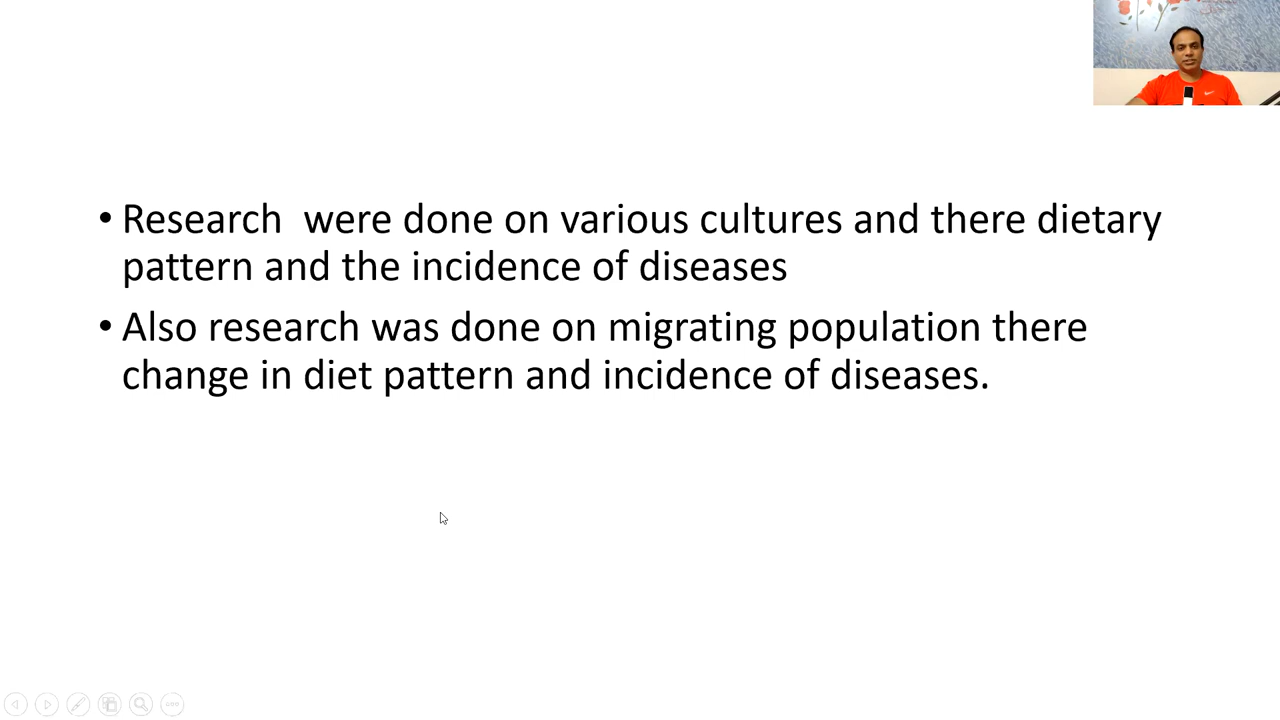 • Research  were done on various cultures and there dietary
pattern and the incidence of diseases
• Also research was done on migrating population there
change in diet pattern and incidence of diseases.